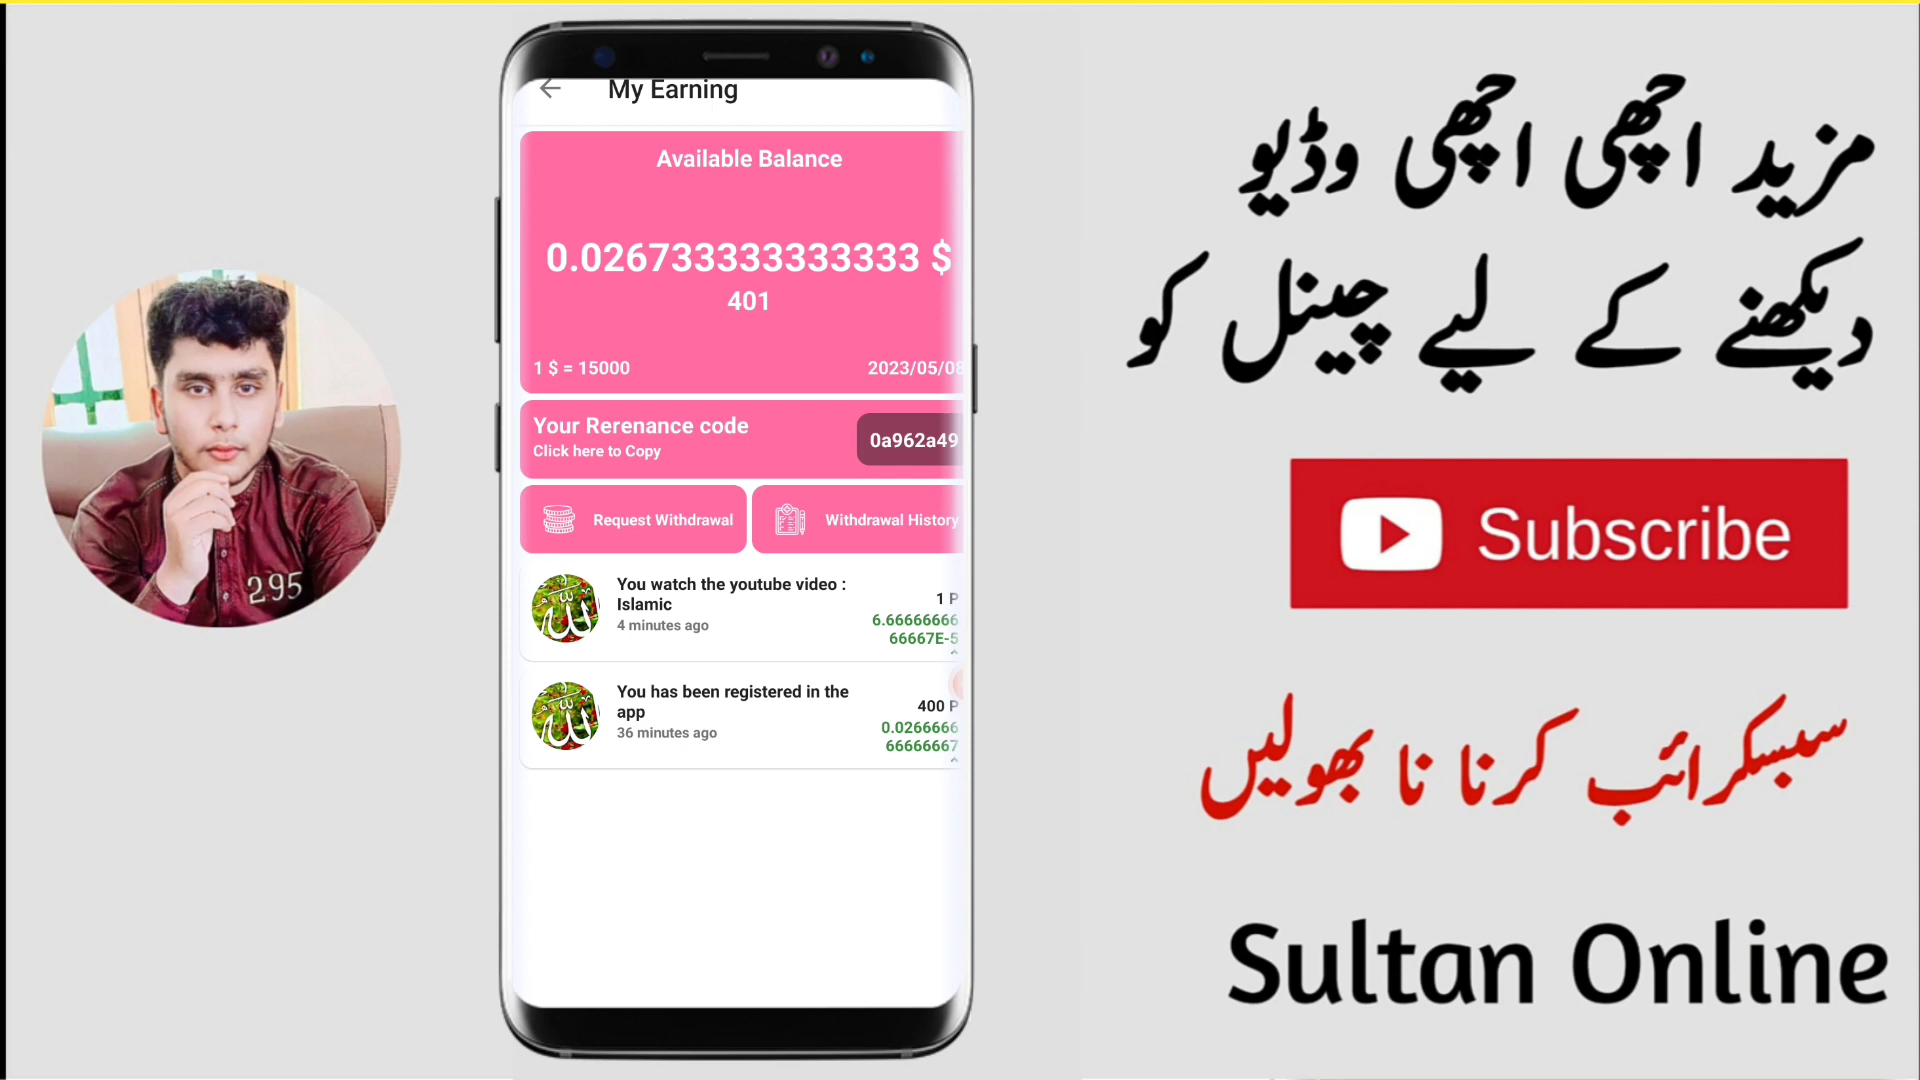 My Earning
Available Balance
0.026733333333333 $
401
1 $ = 15000
2023/05/08
Your Rerenance code
Click here to Copy
0a962a49
Request Withdrawal
Withdrawal History
You watch the youtube video :
Islamic
4 minutes ago
1 P
6.66666666
66667E-5
You has been registered in the
app
36 minutes ago
400 P
0.0266666
66666667
295
مزید اچھی اچھی وڈیو
دیکھنے کے لیے چینل کو
Subscribe
سبسکرائب کرنا نا بھولیں
Sultan Online